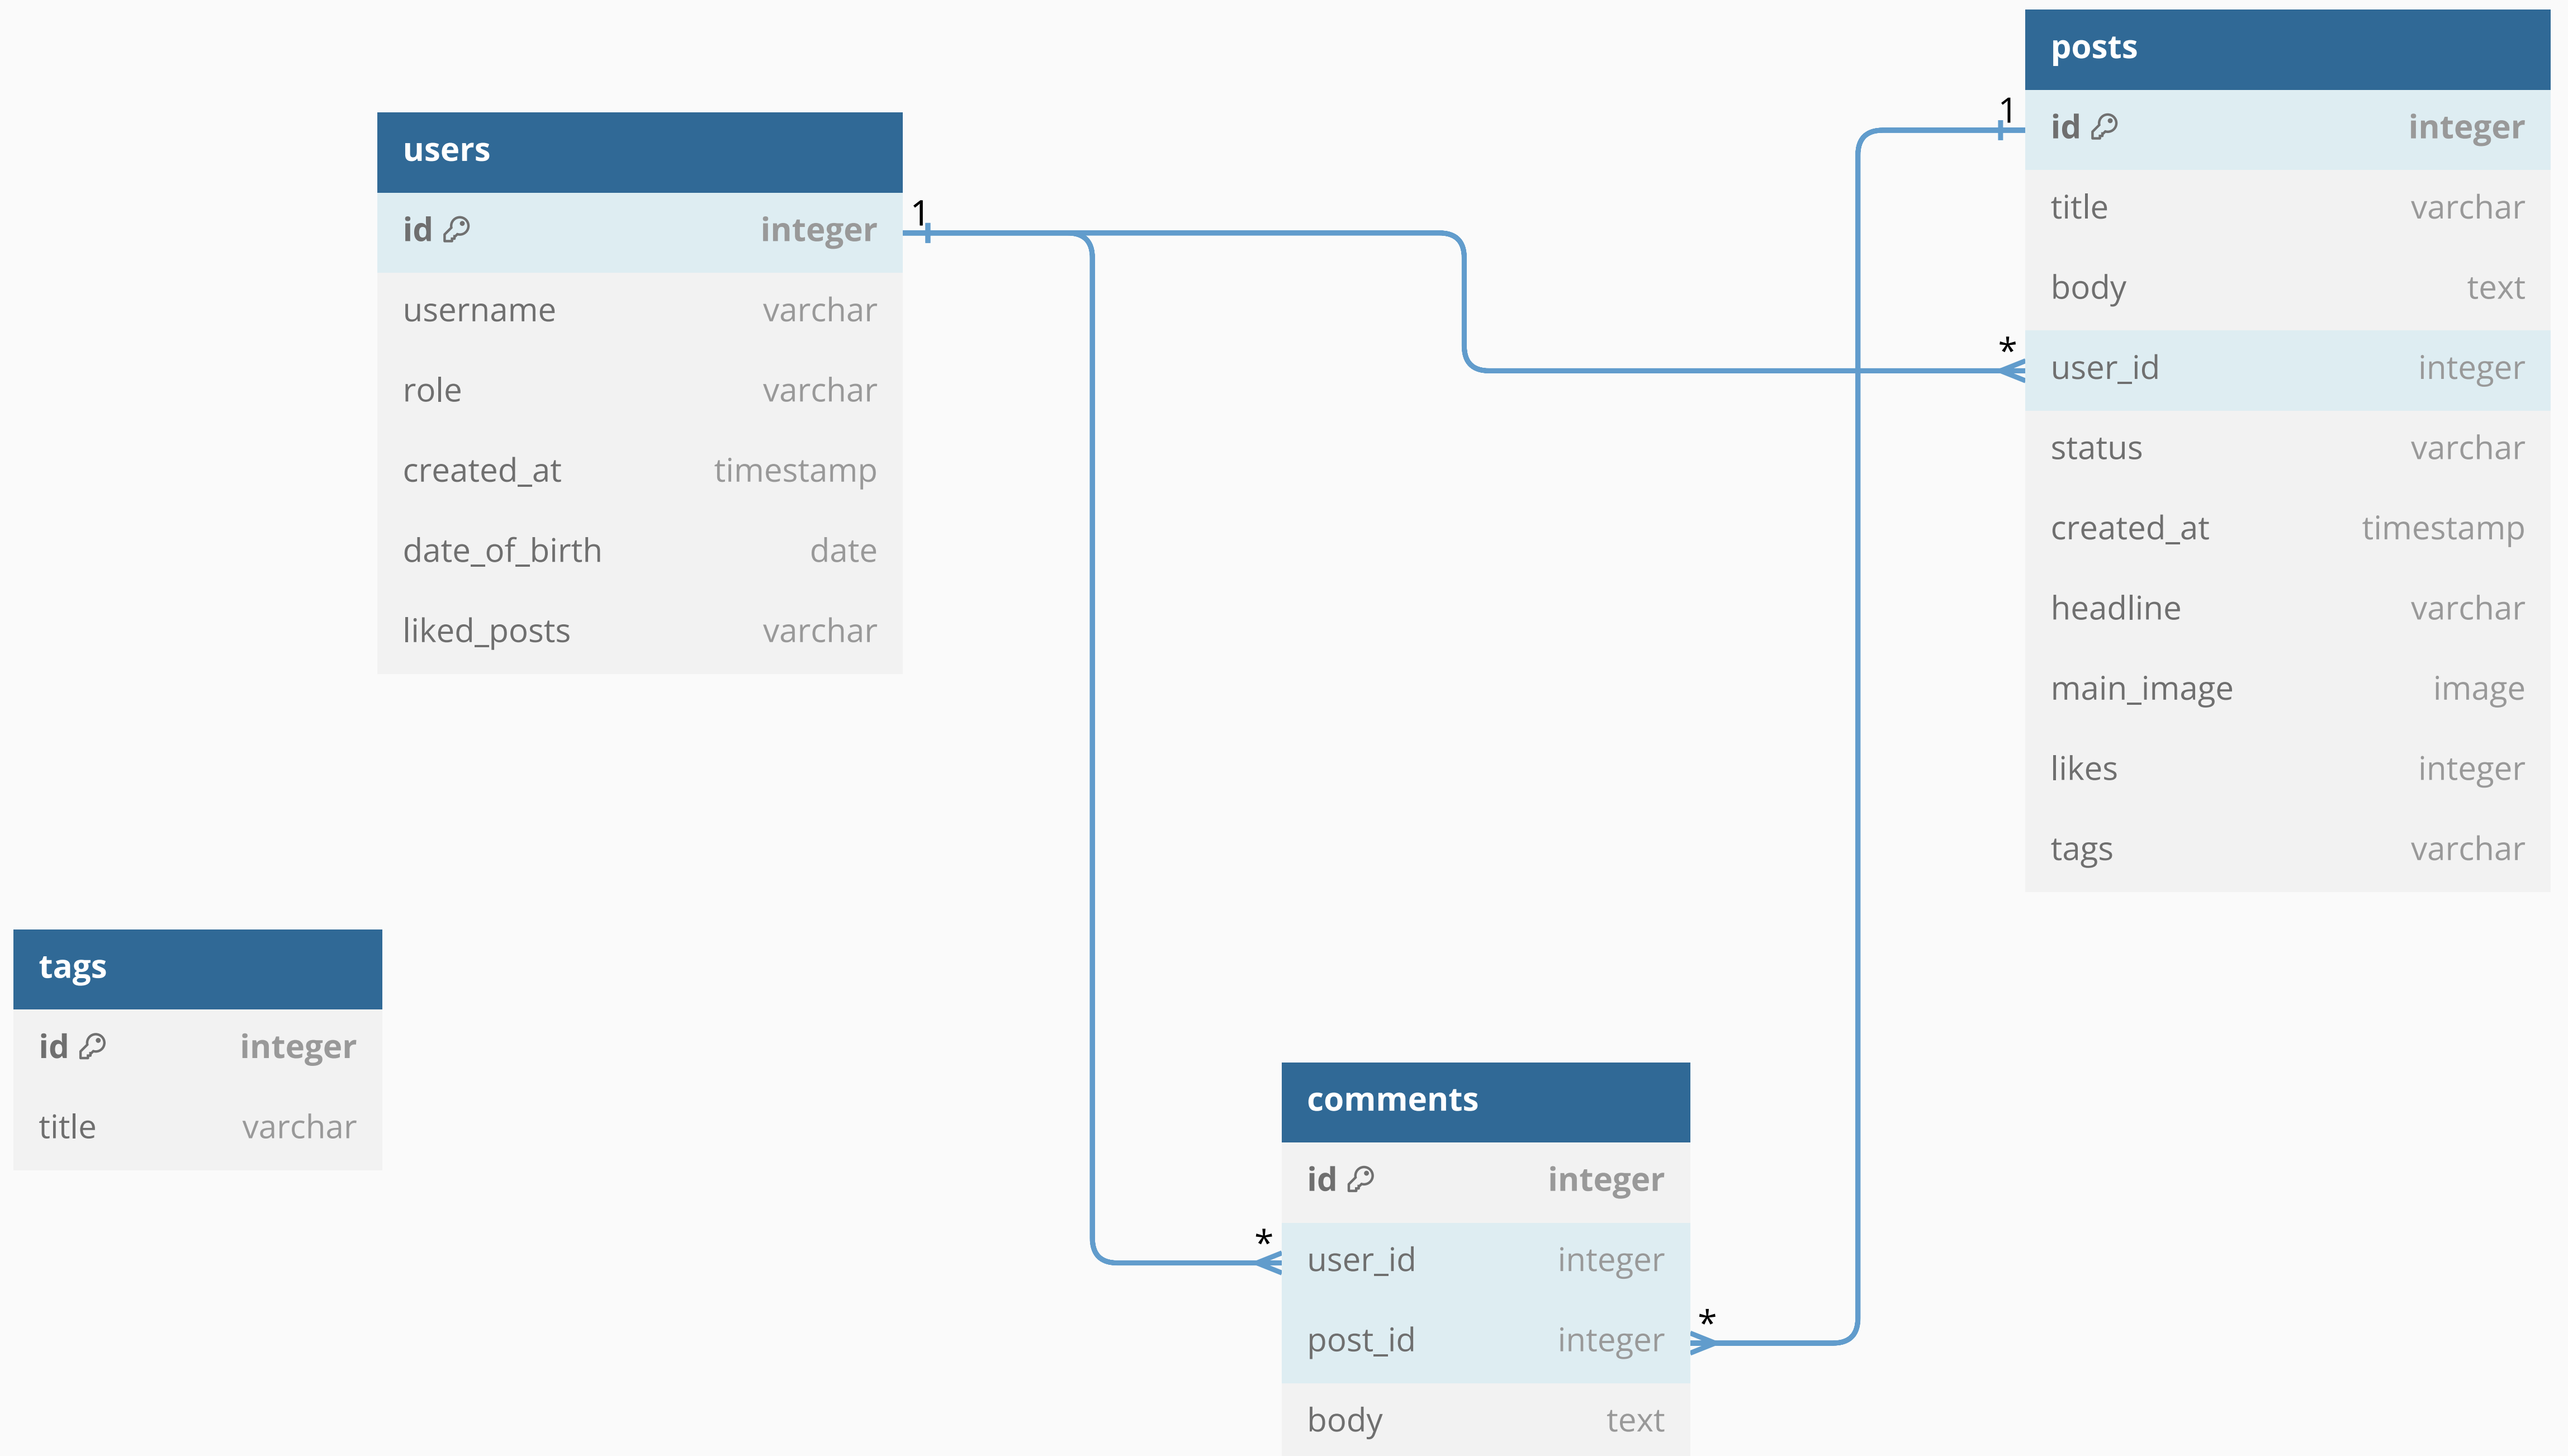 users
id integer
username varchar
role varchar
created_at timestamp
date_of_birth date
liked_posts varchar
1
1
*
posts
id integer
title varchar
body text
user_id integer
status varchar
created_at timestamp
headline varchar
main_image image
likes integer
tags varchar
tags
id integer
title varchar
comments
id integer
* user_id integer
post_id integer *
body text